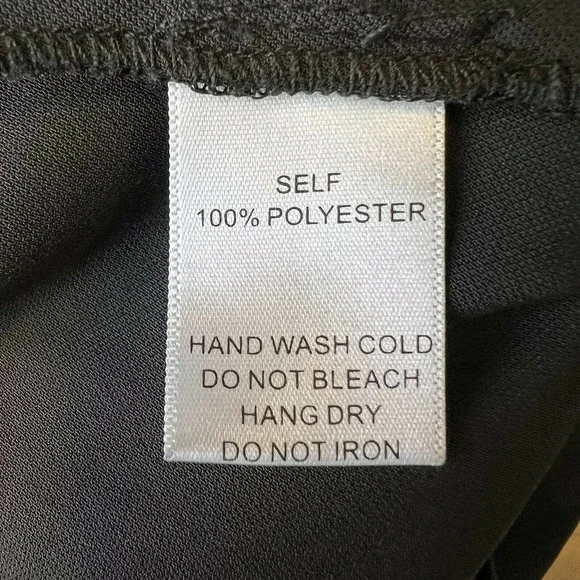 SELF
100% POLYESTER
HAND WASH COLD
DO NOT BLEACH
HANG DRY
DO NOT IRON